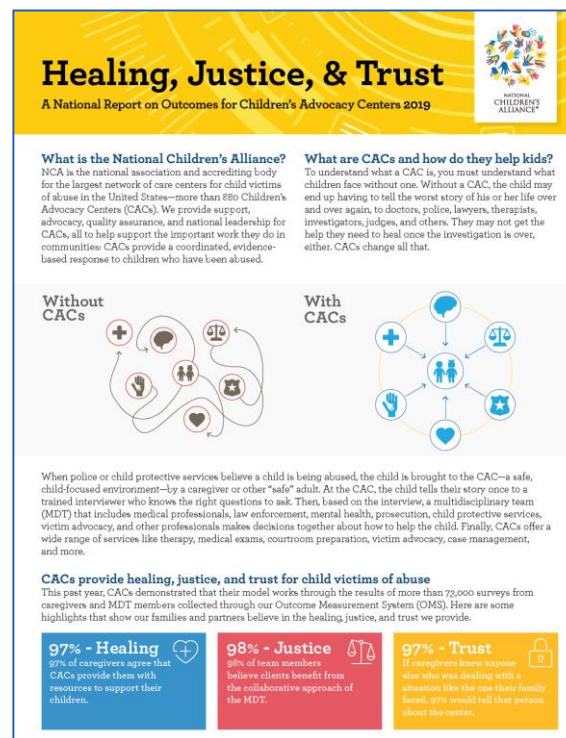 Healing, Justice, & Trust
A National Report on Outcomes for Children's Advocacy Centers 2019
NATIONAL
CHILDREN'S
ALLIANCE®
What is the National Children's Alliance?
NCA is the national association and accrediting body
for the largest network of care centers for child victims
of abuse in the United States—more than 880 Children's
Advocacy Centers (CACs). We provide support,
advocacy, quality assurance, and national leadership for
CACs, all to help support the important work they do in
communities: CACs provide a coordinated, evidence-
based response to children who have been abused.
What are CACs and how do they help kids?
To understand what a CAC is, you must understand what
children face without one. Without a CAC, the child may
end up having to tell the worst story of his or her life over
and over again, to doctors, police, lawyers, therapists,
investigators, judges, and others. They may not get the
help they need to heal once the investigation is over,
either. CACs change all that.
Without
CACs
With
CACs
When police or child protective services believe a child is being abused, the child is brought to the CAC—a safe,
child-focused environment—by a caregiver or other "safe" adult. At the CAC, the child tells their story once to a
trained interviewer who knows the right questions to ask. Then, based on the interview, a multidisciplinary team
(MDT) that includes medical professionals, law enforcement, mental health, prosecution, child protective services,
victim advocacy, and other professionals makes decisions together about how to help the child. Finally, CACs offer a
wide range of services like therapy, medical exams, courtroom preparation, victim advocacy, case management,
and more.
CACs provide healing, justice, and trust for child victims of abuse
This past year, CACs demonstrated that their model works through the results of more than 73,000 surveys from
caregivers and MDT members collected through our Outcome Measurement System (OMS). Here are some
highlights that show our families and partners believe in the healing, justice, and trust we provide.
97% - Healing
97% of caregivers agree that
CACs provide them with
resources to support their
children.
98% - Justice
98% of team members
believe clients benefit from
the collaborative approach of
the MDT.
97% - Trust
If caregivers knew anyone
else who was dealing with a
situation like the one their family
faced, 97% would tell that person
about the center.